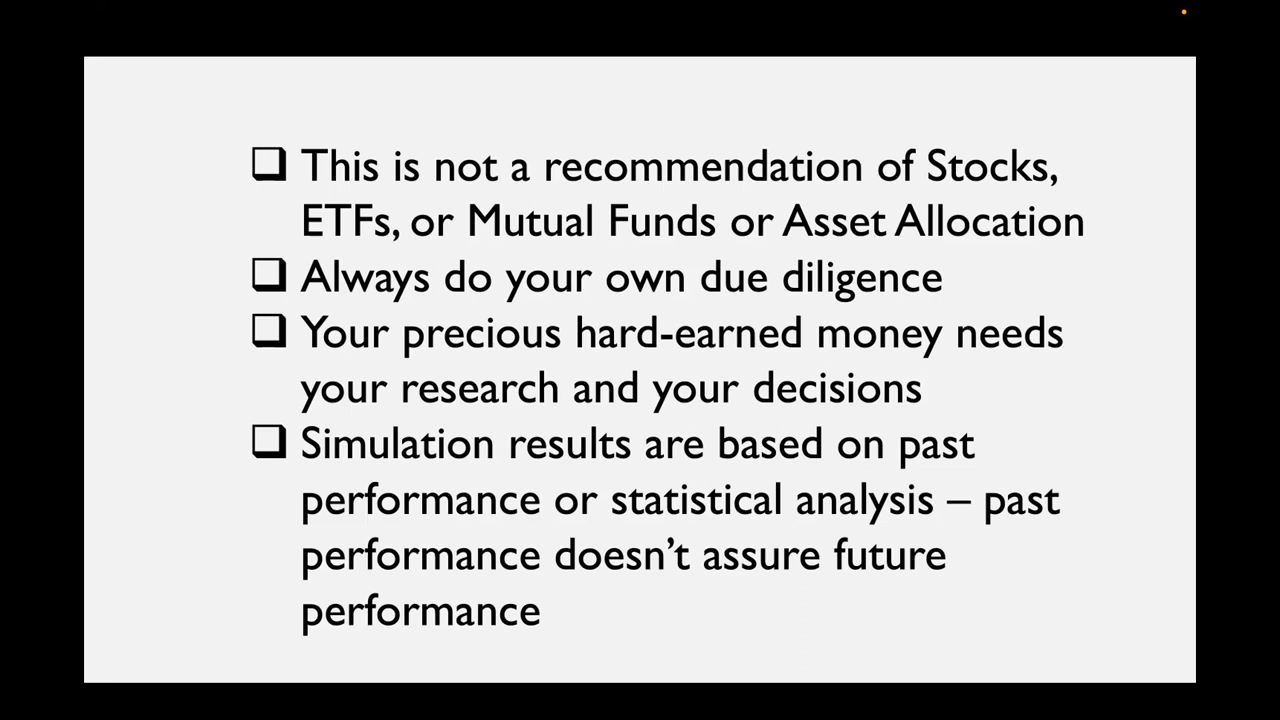 ❑ This is not a recommendation of Stocks,
ETFs, or Mutual Funds or Asset Allocation
❑ Always do your own due diligence
❑ Your precious hard-earned money needs
your research and your decisions
❑ Simulation results are based on past
performance or statistical analysis – past
performance doesn’t assure future
performance